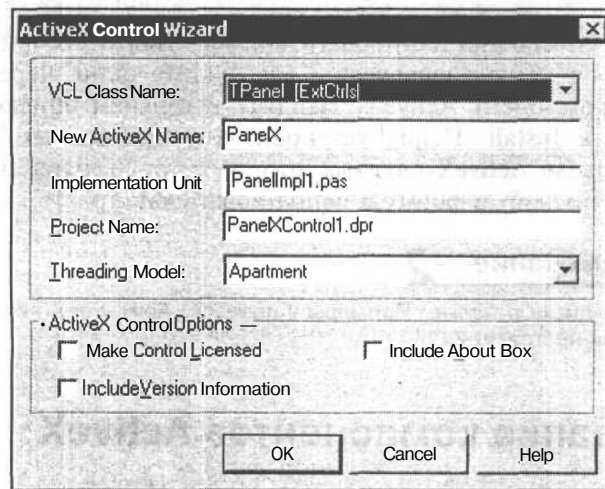 ActiveX Control Wizard
VCL Class Name: TPanel [ExtCtrls]
New ActiveX Name: PanelX
Implementation Unit PanelImpl1.pas
Project Name: PanelXControl1.dpr
Threading Model: Apartment
ActiveX Control Options
Make Control Licensed Include About Box
Include Version Information
OK Cancel Help